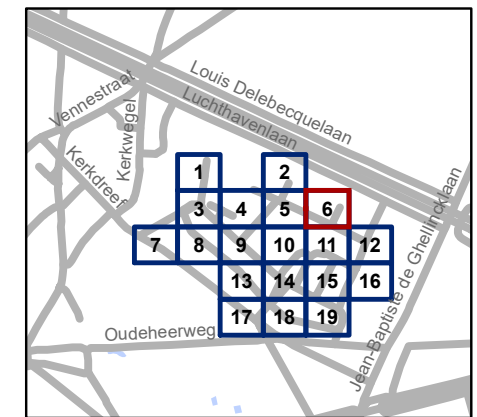 Louis Delebecquelaan
Luchthavenlaan
Vennestraat
Kerkwegel
Kerkdreef
1 2
3 4 5 6
7 8 9 10 11 12
13 14 15 16
17 18 19
Oudeheerweg
Jean-Baptiste de Ghellincklaan